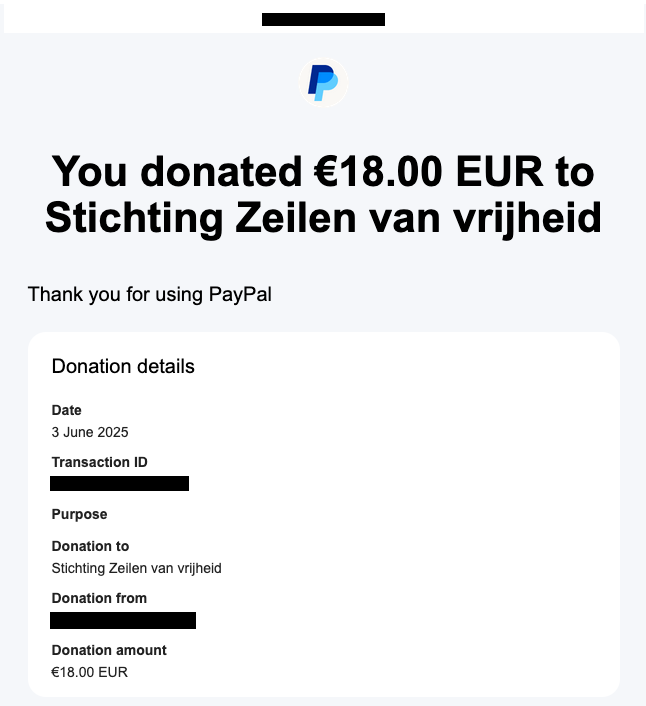 You donated €18.00 EUR to
Stichting Zeilen van vrijheid
Thank you for using PayPal
Donation details
Date
3 June 2025
Transaction ID
Purpose
Donation to
Stichting Zeilen van vrijheid
Donation from
Donation amount
€18.00 EUR